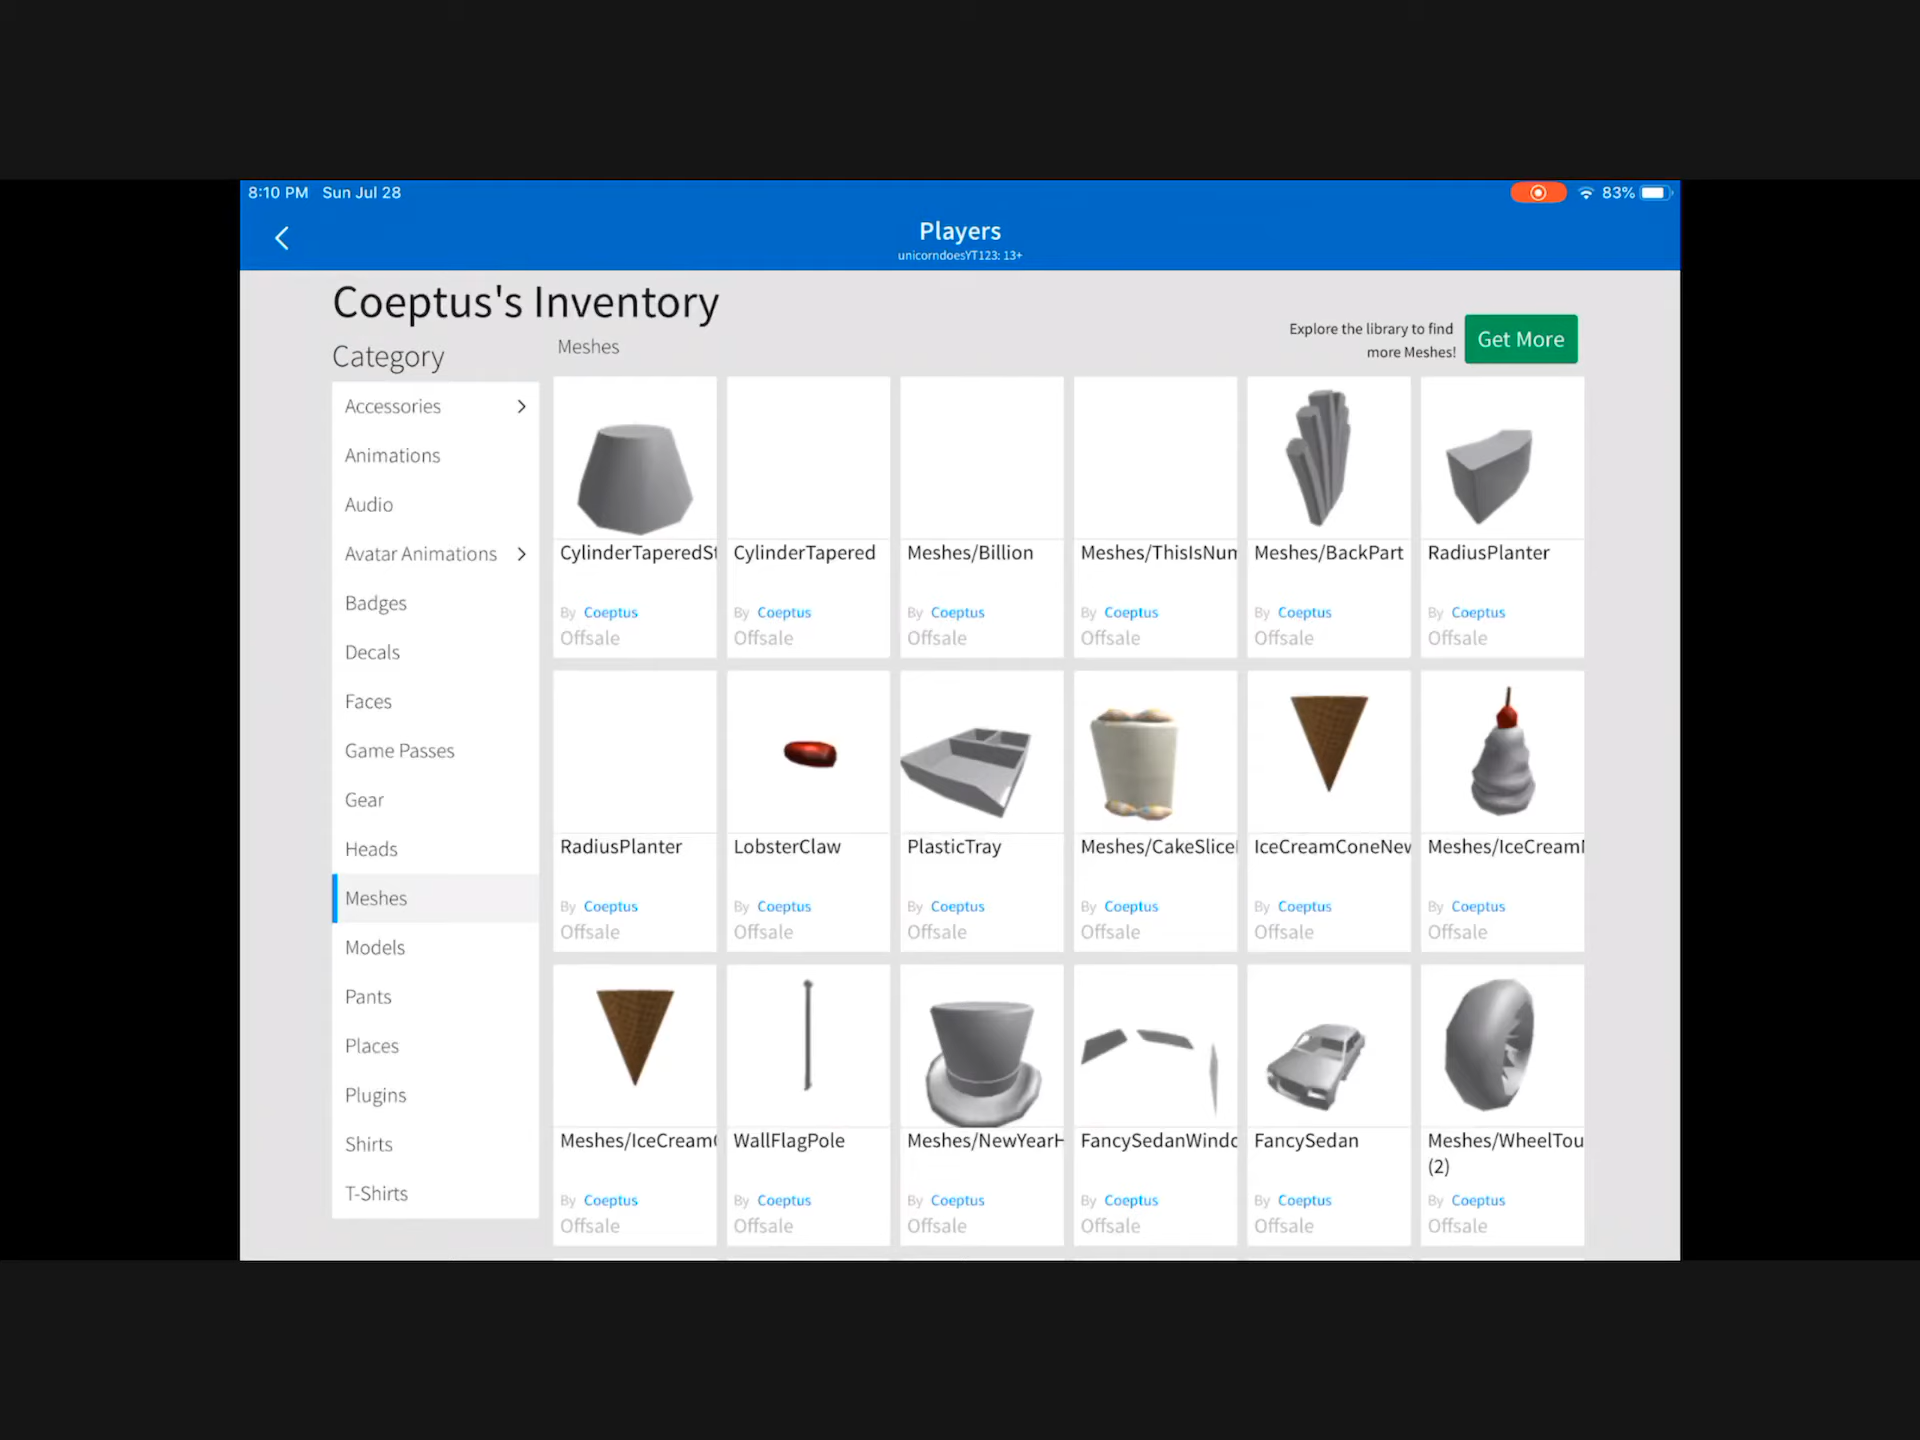 8:10 PM Sun Jul 28
83%
Players
unicorndoesYT123: 13+
Coeptus's Inventory
Category
Meshes
Explore the library to find
more Meshes!
Get More
Accessories
Animations
Audio
Avatar Animations
Badges
Decals
Faces
Game Passes
Gear
Heads
Meshes
Models
Pants
Places
Plugins
Shirts
T-Shirts
CylinderTaperedSt
By Coeptus
Offsale
CylinderTapered
By Coeptus
Offsale
Meshes/Billion
By Coeptus
Offsale
Meshes/ThisIsNum
By Coeptus
Offsale
Meshes/BackPart
By Coeptus
Offsale
RadiusPlanter
By Coeptus
Offsale
RadiusPlanter
By Coeptus
Offsale
LobsterClaw
By Coeptus
Offsale
PlasticTray
By Coeptus
Offsale
Meshes/CakeSlice
By Coeptus
Offsale
IceCreamConeNew
By Coeptus
Offsale
Meshes/IceCream
By Coeptus
Offsale
Meshes/IceCream
By Coeptus
Offsale
WallFlagPole
By Coeptus
Offsale
Meshes/NewYearH
By Coeptus
Offsale
FancySedanWindo
By Coeptus
Offsale
FancySedan
By Coeptus
Offsale
Meshes/WheelTou
(2)
By Coeptus
Offsale